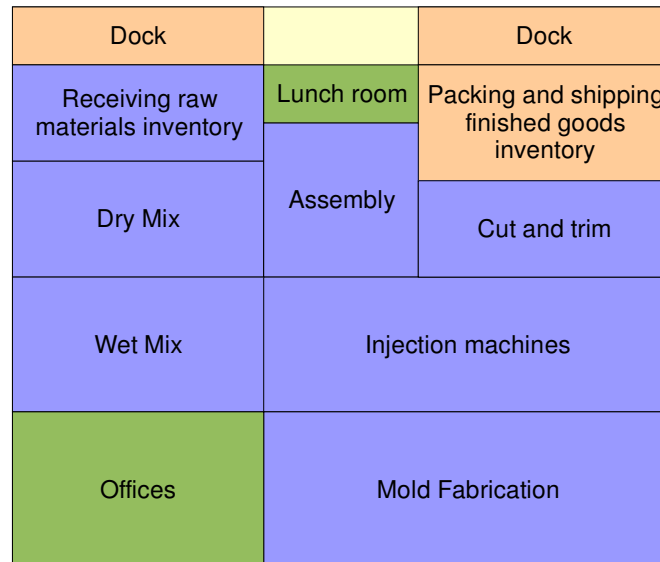 Dock
Dock
Receiving raw
materials inventory
Lunch room
Packing and shipping
finished goods
inventory
Dry Mix
Assembly
Cut and trim
Wet Mix
Injection machines
Offices
Mold Fabrication